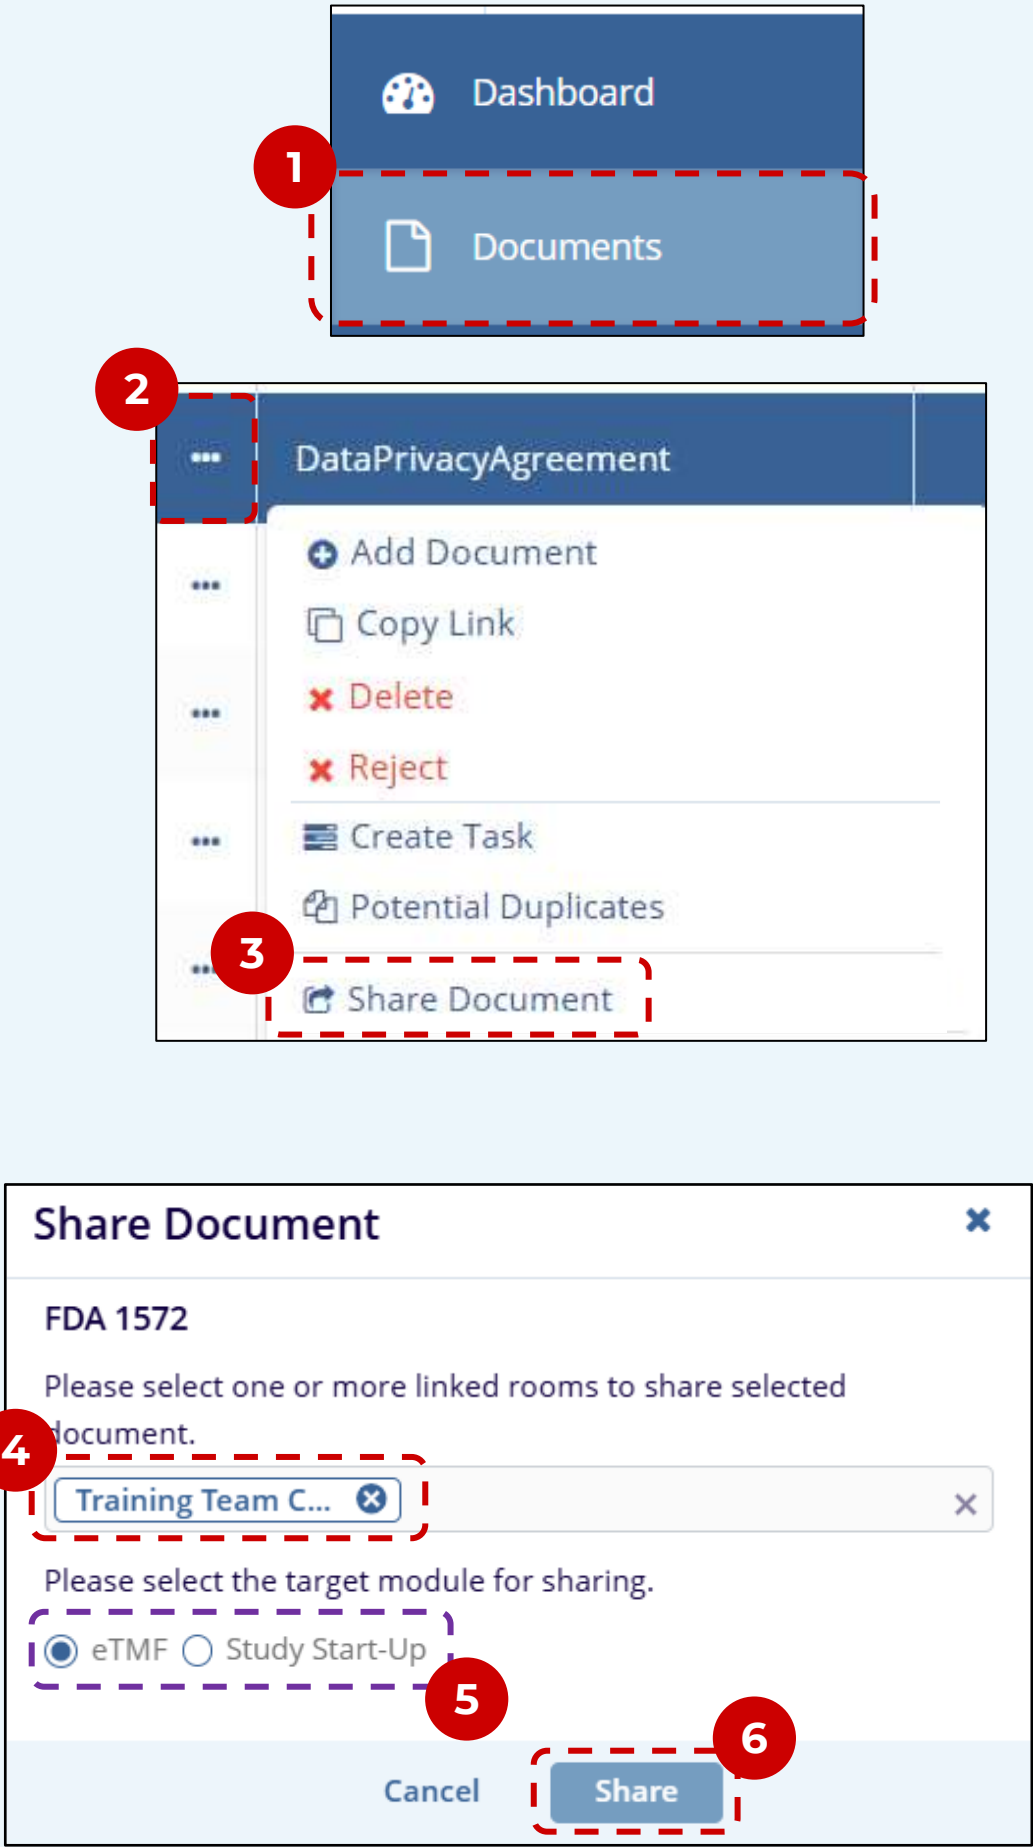 Dashboard
1
Documents
2
... DataPrivacyAgreement
Add Document
...
Copy Link
Delete
...
Reject
Create Task
...
Potential Duplicates
3
...
Share Document
Share Document
FDA 1572
Please select one or more linked rooms to share selected
document.
4
Training Team C...
Please select the target module for sharing.
eTMF Study Start-Up
5
6
Cancel Share